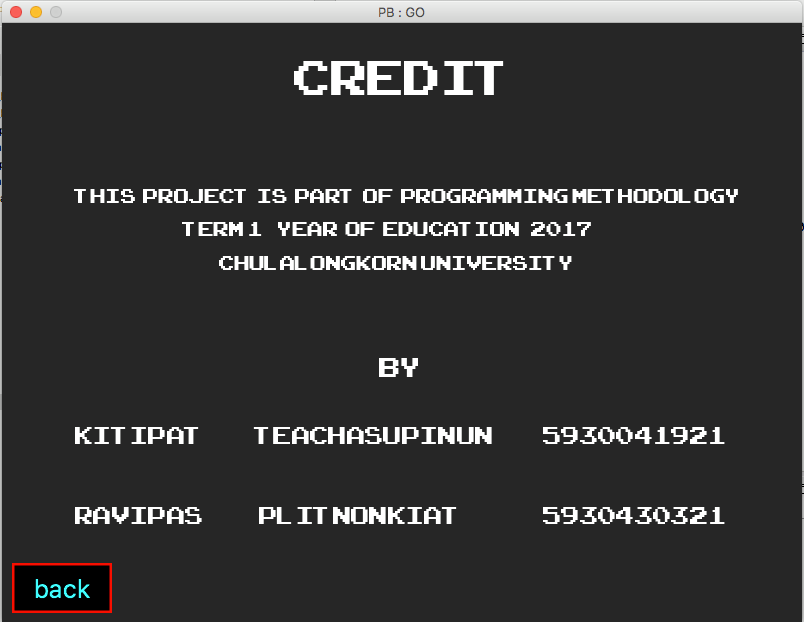 PB : GO
CREDIT
THIS PROJECT IS PART OF PROGRAMMING METHODOLOGY
TERM 1 YEAR OF EDUCATION 2017
CHULALONGKORN UNIVERSITY
BY
KITIPAT TEACHASUPINUN 5930041921
RAVIPAS PLITNONKIAT 5930430321
back